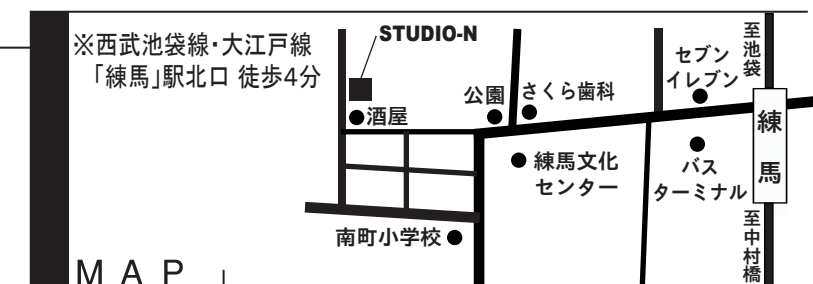 ※西武池袋線・大江戸線
「練馬」駅北口 徒歩4分
STUDIO-N
酒屋
公園
さくら歯科
セブン
イレブン
至池袋
練馬
練馬文化
センター
バス
ターミナル
南町小学校
至中村橋
MAP